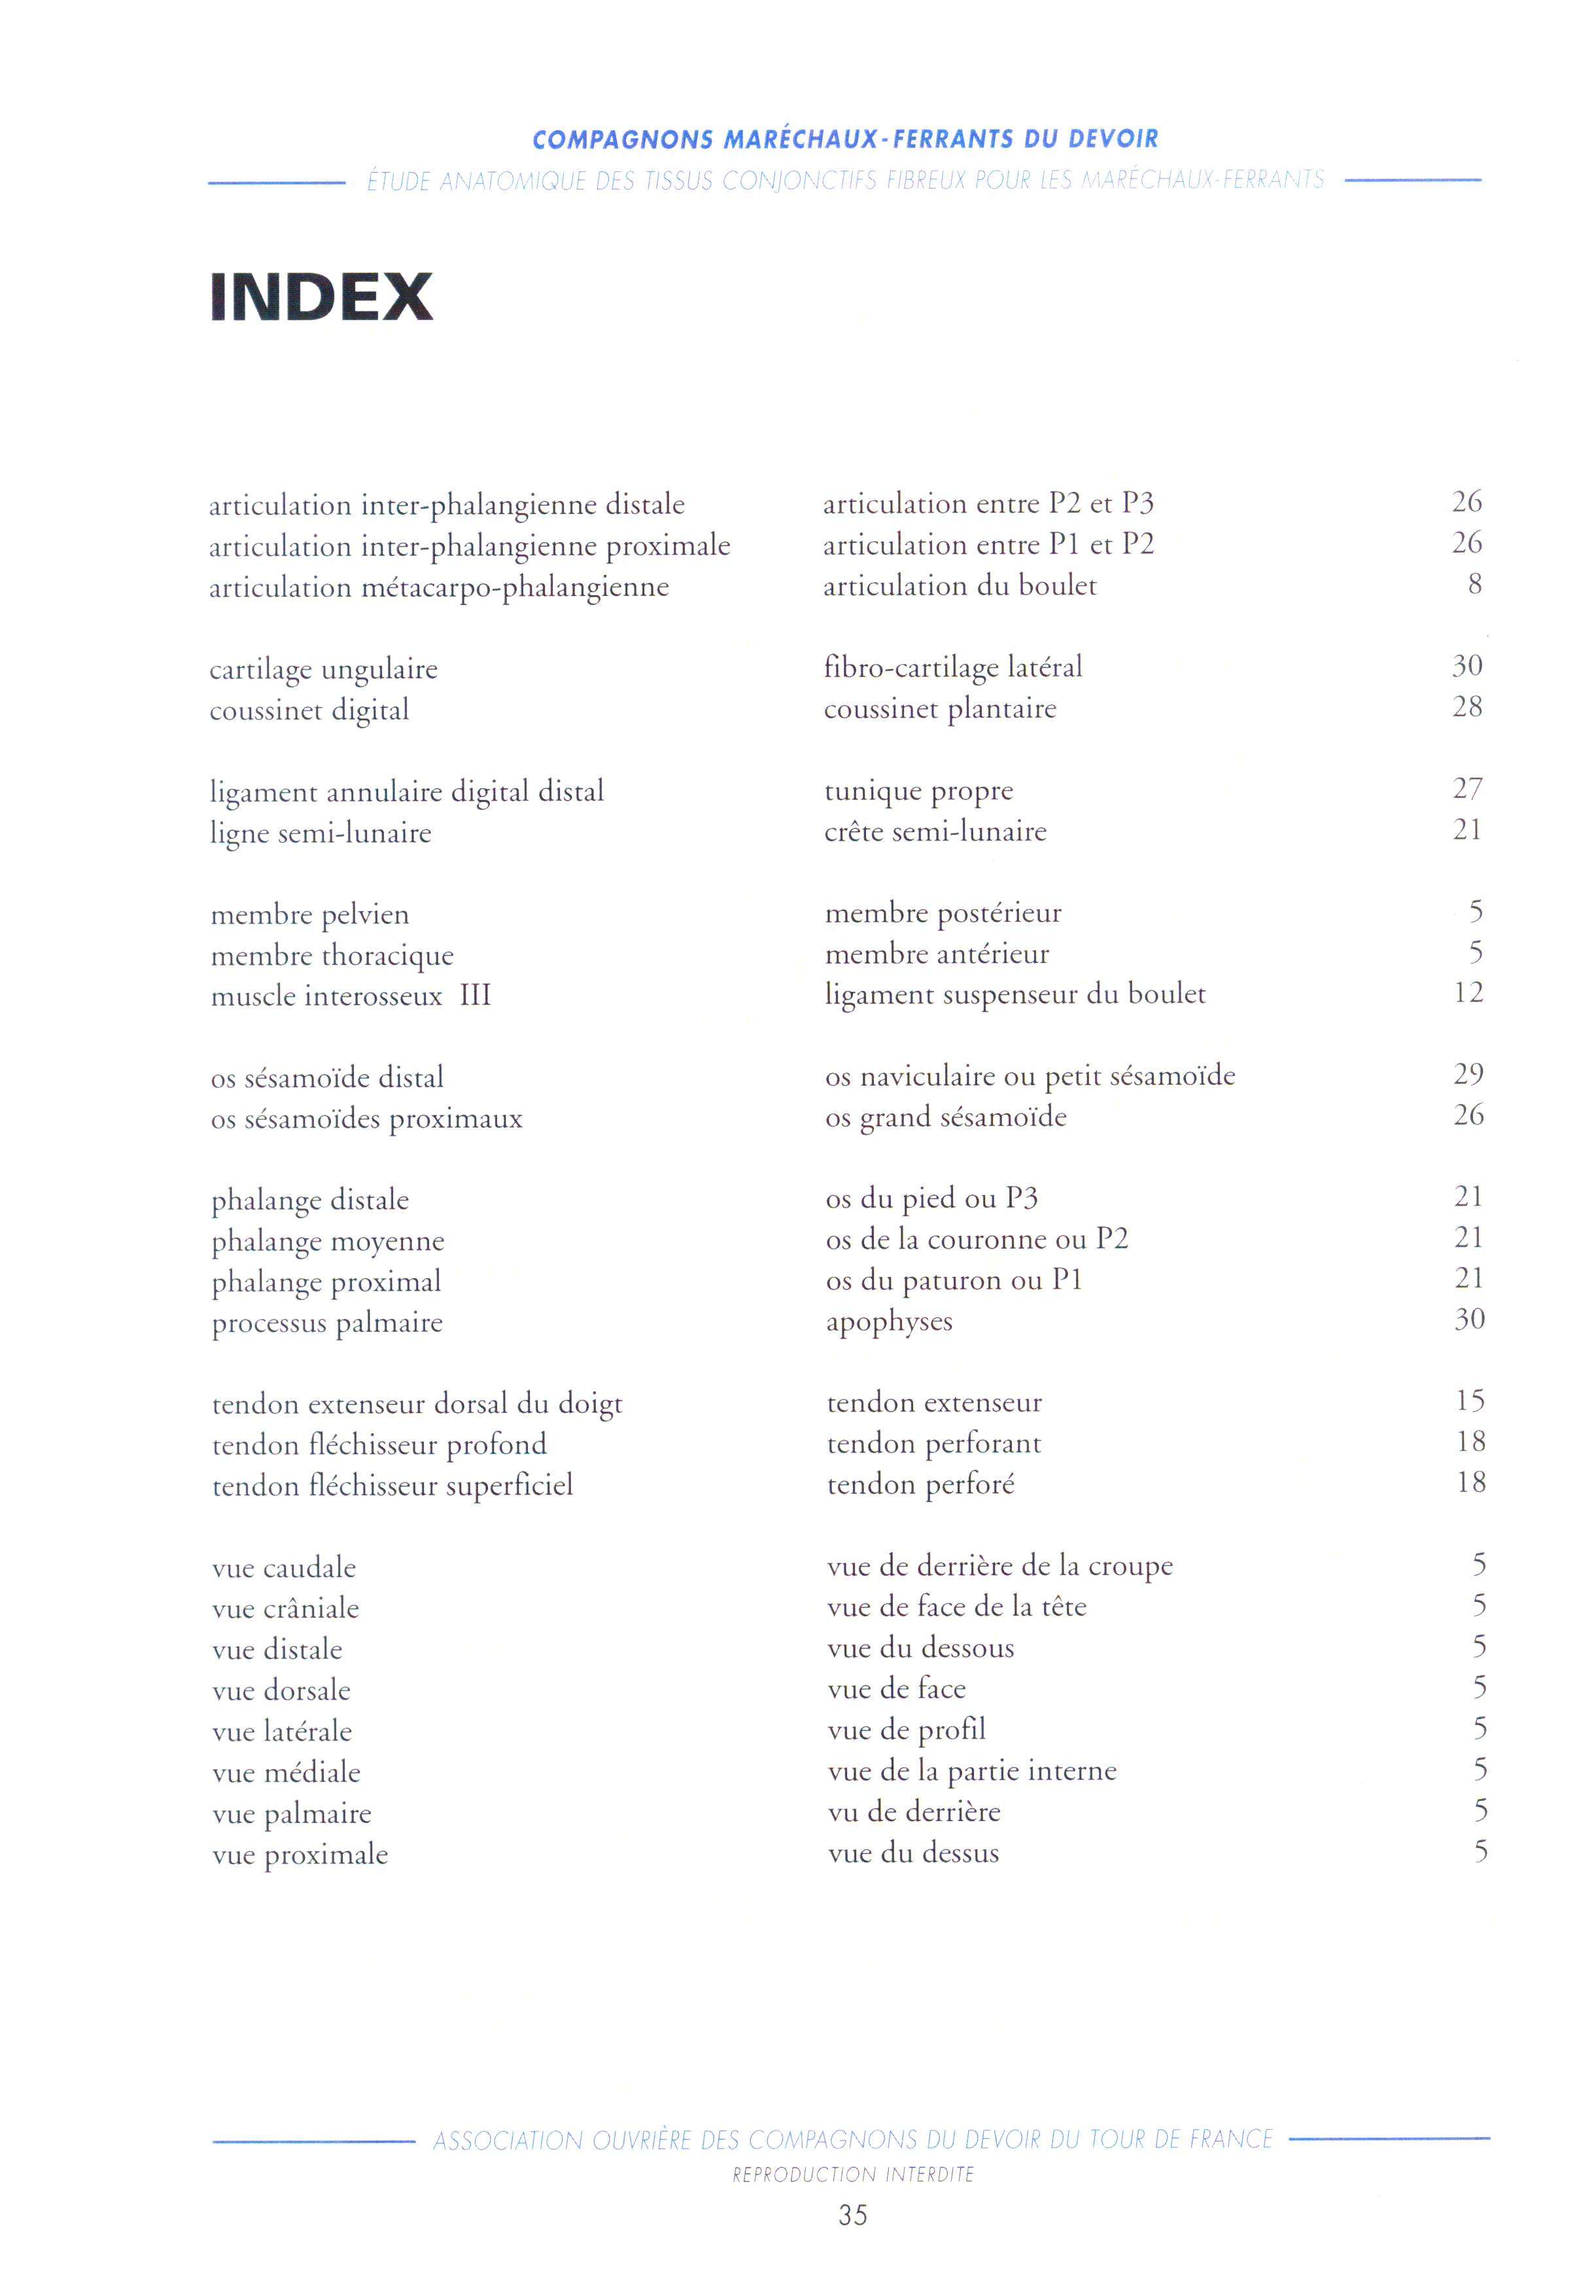 COMPAGNONS MARÉCHAUX-FERRANTS DU DEVOIR
ÉTUDE ANATOMIQUE DES TISSUS CONJONCTIFS FIBREUX POUR LES MARÉCHAUX-FERRANTS
INDEX
articulation inter-phalangienne distale articulation entre P2 et P3 26
articulation inter-phalangienne proximale articulation entre P1 et P2 26
articulation métacarpo-phalangienne articulation du boulet 8
cartilage ungulaire fibro-cartilage latéral 30
coussinet digital coussinet plantaire 28
ligament annulaire digital distal tunique propre 27
ligne semi-lunaire crête semi-lunaire 21
membre pelvien membre postérieur 5
membre thoracique membre antérieur 5
muscle interosseux III ligament suspenseur du boulet 12
os sésamoïde distal os naviculaire ou petit sésamoïde 29
os sésamoïdes proximaux os grand sésamoïde 26
phalange distale os du pied ou P3 21
phalange moyenne os de la couronne ou P2 21
phalange proximal os du paturon ou P1 21
processus palmaire apophyses 30
tendon extenseur dorsal du doigt tendon extenseur 15
tendon fléchisseur profond tendon perforant 18
tendon fléchisseur superficiel tendon perforé 18
vue caudale vue de derrière de la croupe 5
vue crâniale vue de face de la tête 5
vue distale vue du dessous 5
vue dorsale vue de face 5
vue latérale vue de profil 5
vue médiale vue de la partie interne 5
vue palmaire vu de derrière 5
vue proximale vue du dessus 5
ASSOCIATION OUVRIÈRE DES COMPAGNONS DU DEVOIR DU TOUR DE FRANCE
REPRODUCTION INTERDITE
35